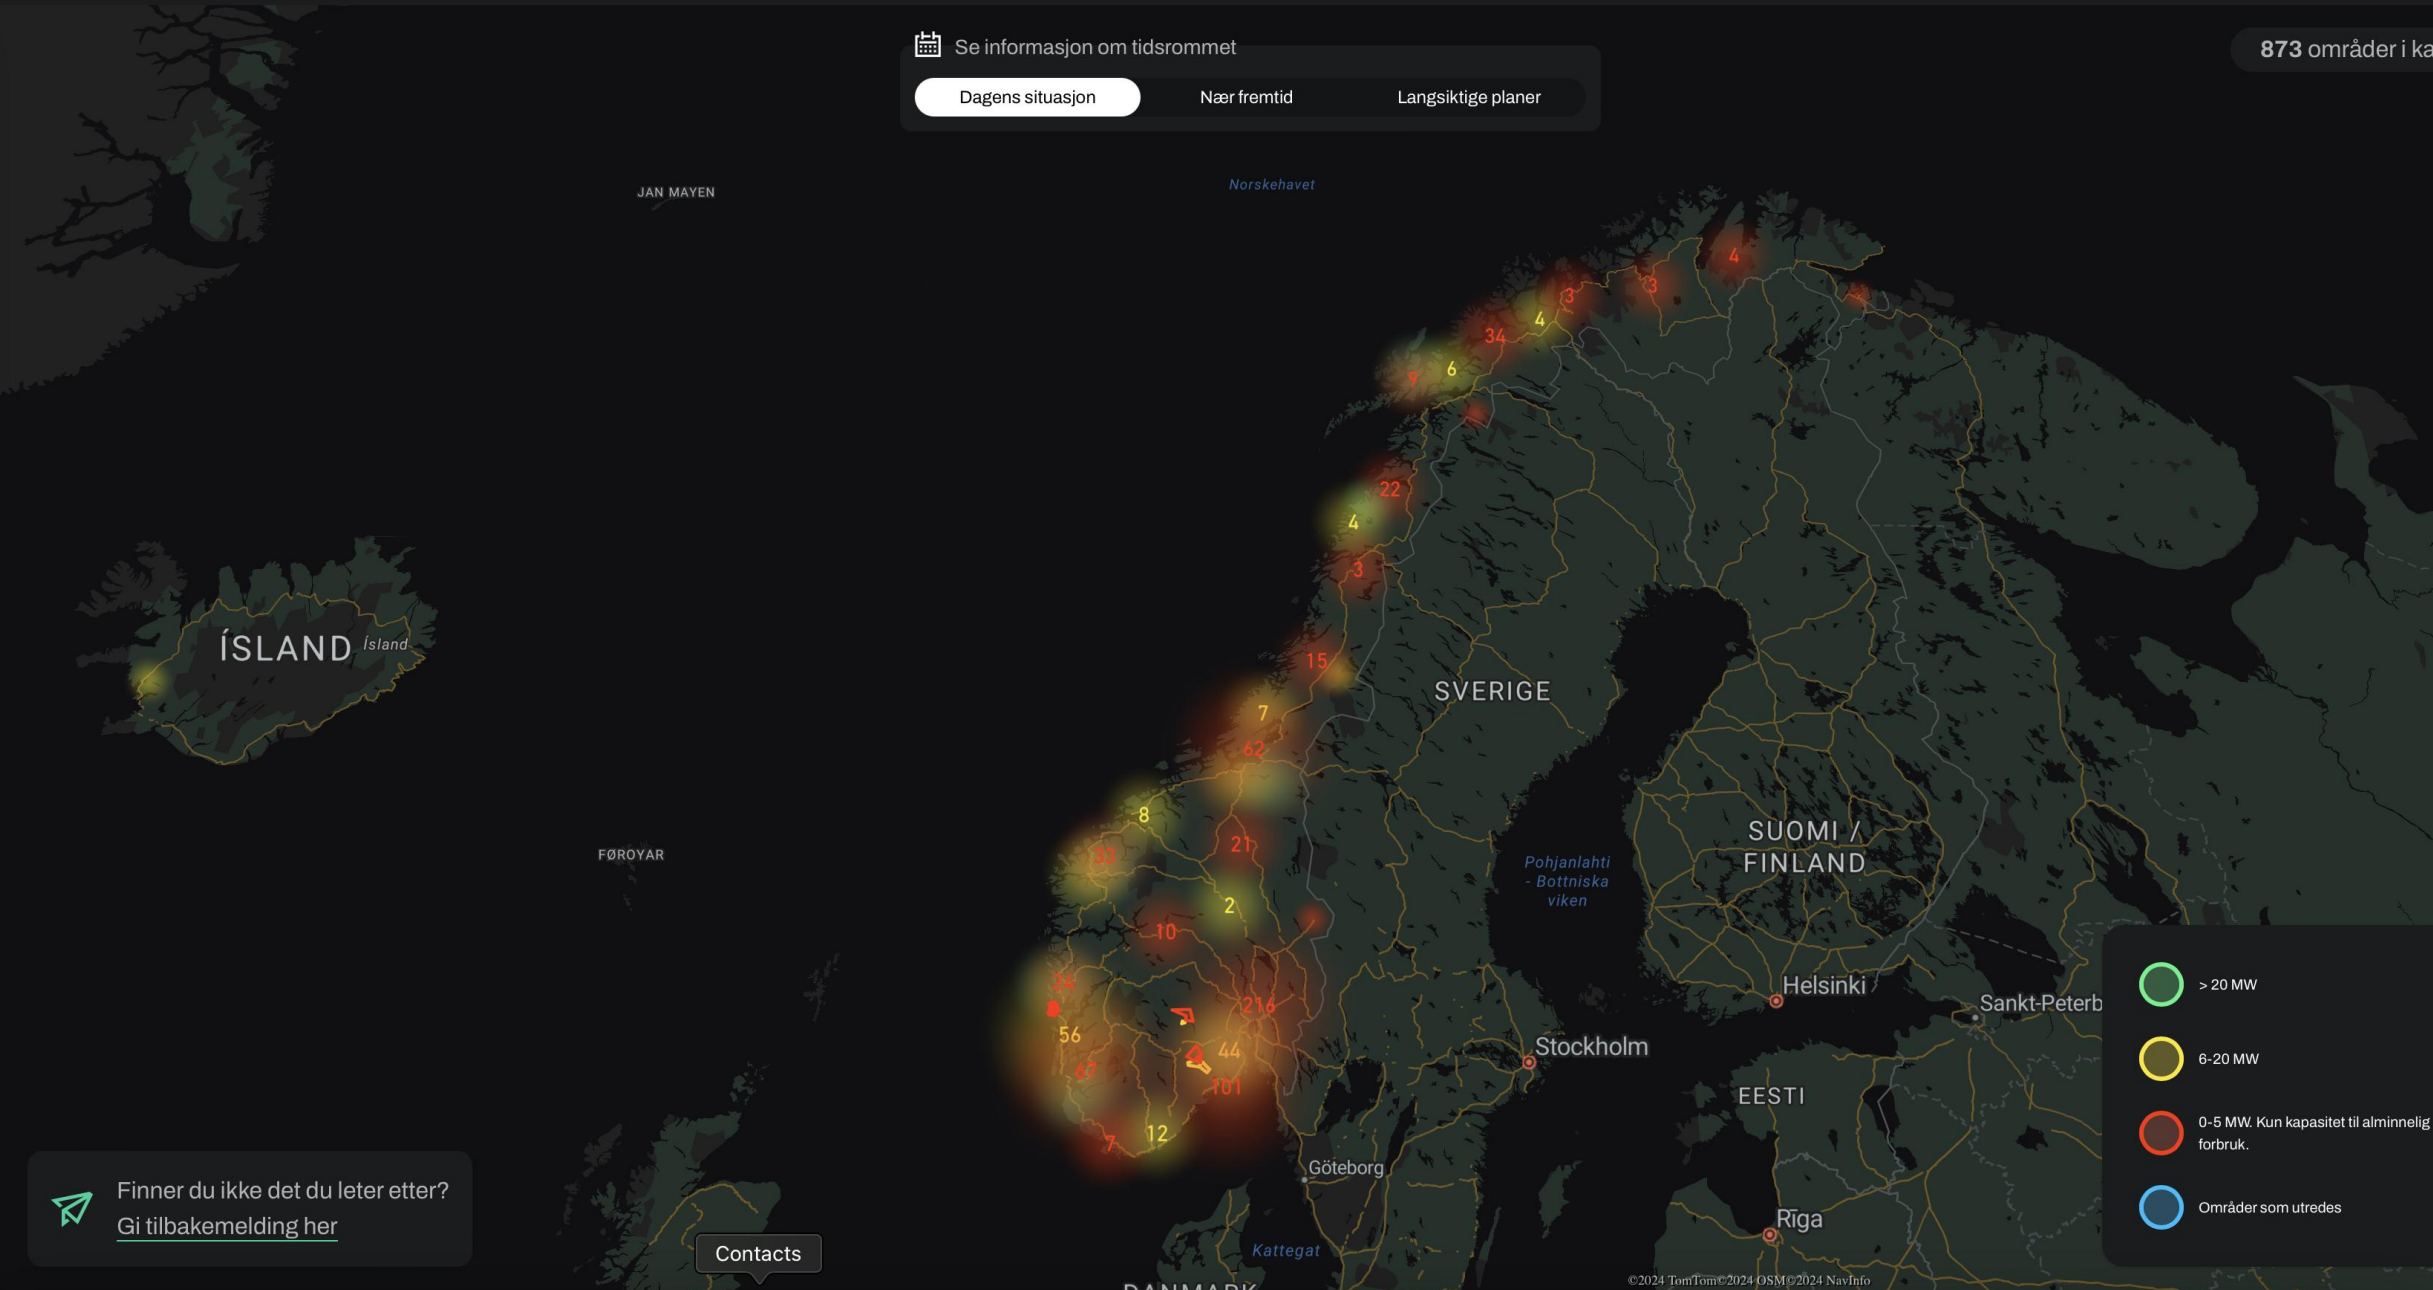 Se informasjon om tidsrommet
873 områder i ka
Dagens situasjon
Nær fremtid
Langsiktige planer
Norskehavet
JAN MAYEN
4
3
3
4
34
6
9
22
4
3
ÍSLAND
Ísland
15
SVERIGE
7
62
8
SUOMI /
FINLAND
21
33
FØROYAR
Pohjanlahti
- Bottniska
viken
2
10
24
Helsinki
> 20 MW
216
Sankt-Peterb
56
44
Stockholm
6-20 MW
67
101
EESTI
0-5 MW. Kun kapasitet til alminnelig
forbruk.
12
7
Göteborg
Finner du ikke det du leter etter?
Gi tilbakemelding her
Områder som utredes
Rīga
Contacts
Kattegat
©2024 TomTom©2024 OSM©2024 NavInfo
DANMARK